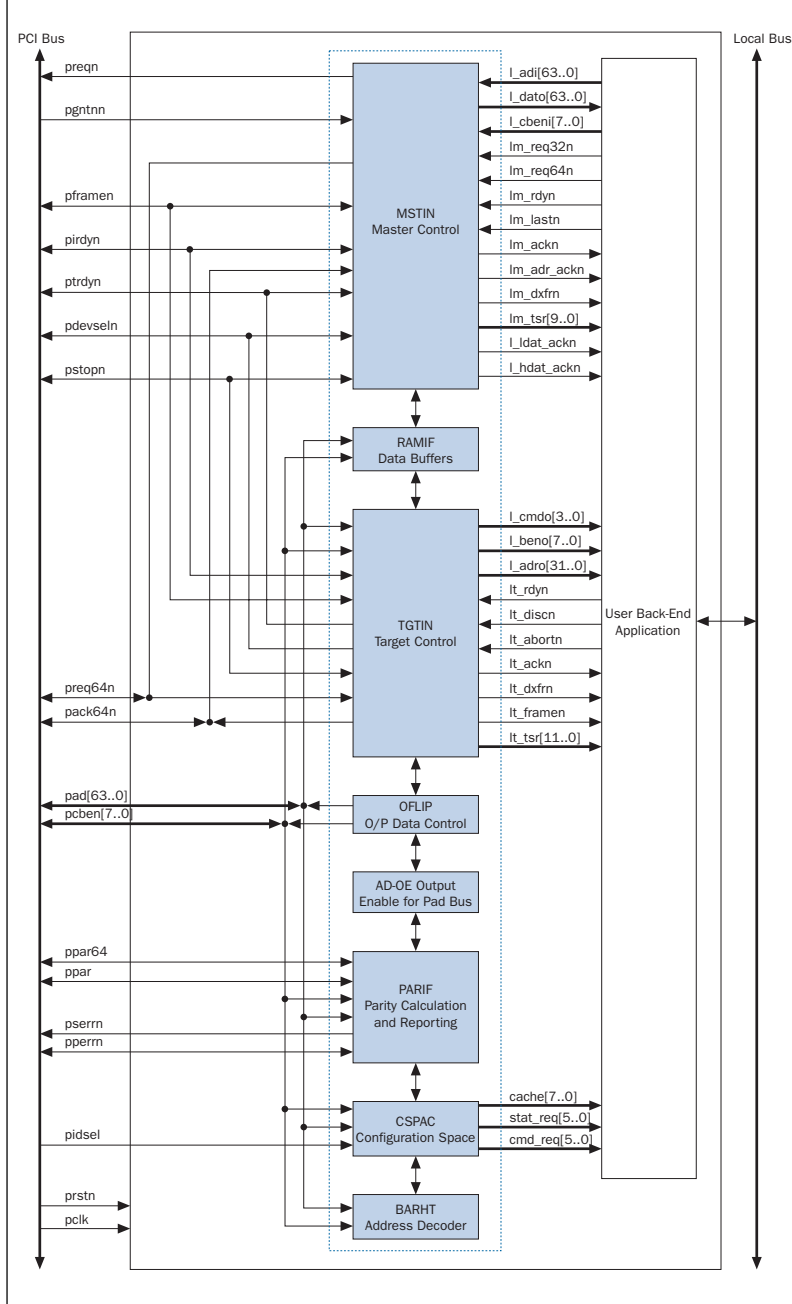 PCI Bus
Local Bus
preqn
pgntnn
pframen
pirdyn
ptrdyn
pdevseln
pstopn
MSTIN
Master Control
l_adi[63..0]
l_dato[63..0]
l_cbeni[7..0]
lm_req32n
lm_req64n
lm_rdyn
lm_lastn
lm_ackn
lm_adr_ackn
lm_dxfrn
lm_tsr[9..0]
l_ldat_ackn
l_hdat_ackn
RAMIF
Data Buffers
TGTIN
Target Control
l_cmdo[3..0]
l_beno[7..0]
l_adro[31..0]
lt_rdyn
lt_discn
lt_abortn
lt_ackn
lt_dxfrn
lt_framen
lt_tsr[11..0]
User Back-End
Application
preq64n
pack64n
pad[63..0]
pcben[7..0]
OFLIP
O/P Data Control
AD-OE Output
Enable for Pad Bus
ppar64
ppar
pserrn
pperrn
PARIF
Parity Calculation
and Reporting
pidsel
CSPAC
Configuration Space
cache[7..0]
stat_req[5..0]
cmd_req[5..0]
prstn
pclk
BARHT
Address Decoder